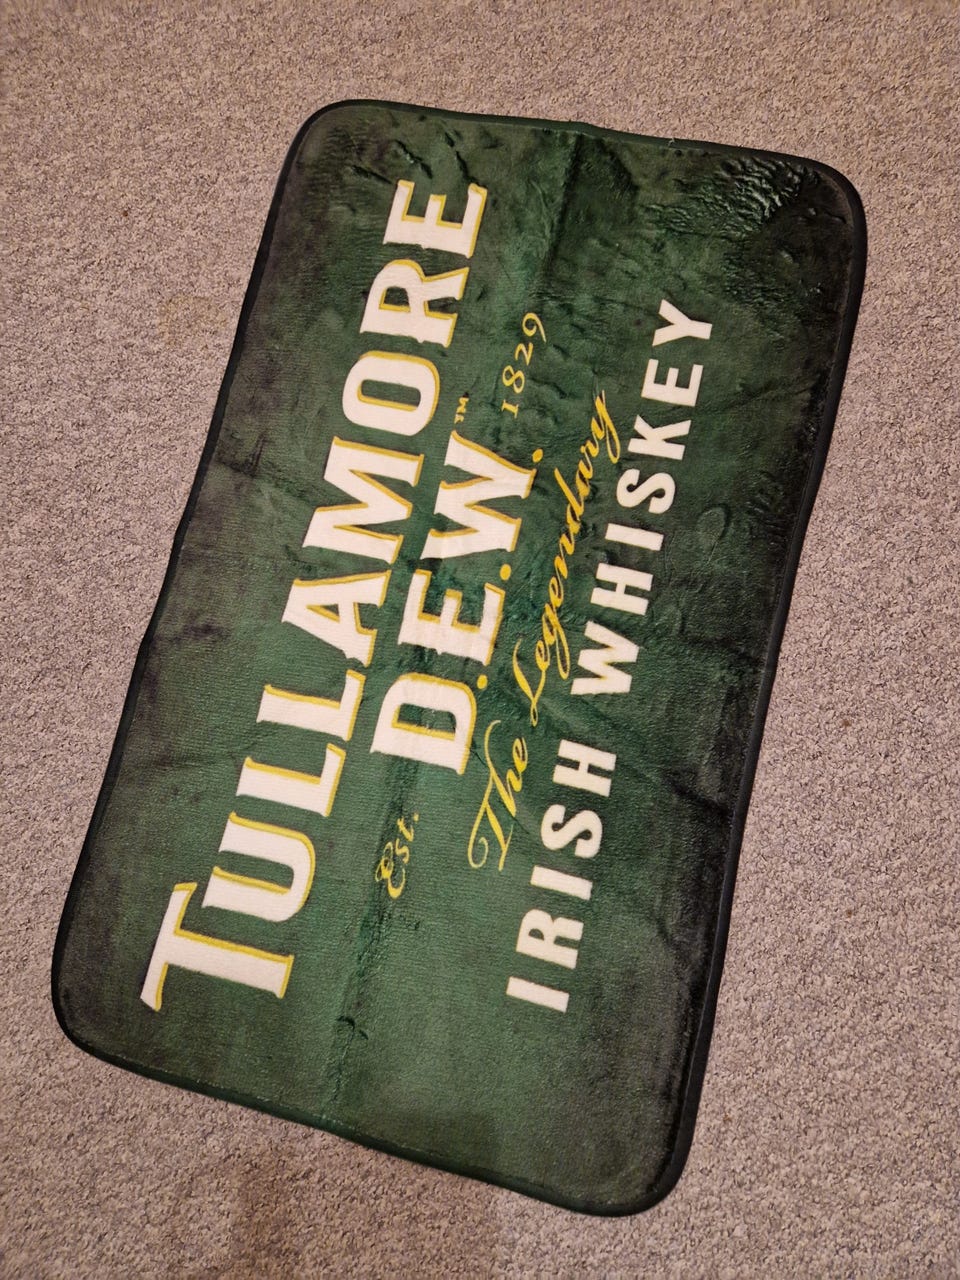 TULLAMORE
D.E.W.™
Est. 1829
The Legendary
IRISH WHISKEY